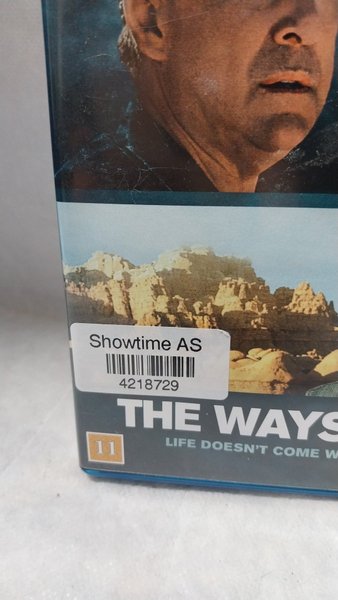 Showtime AS
4218729
THE WAYS
LIFE DOESN'T COME W
11